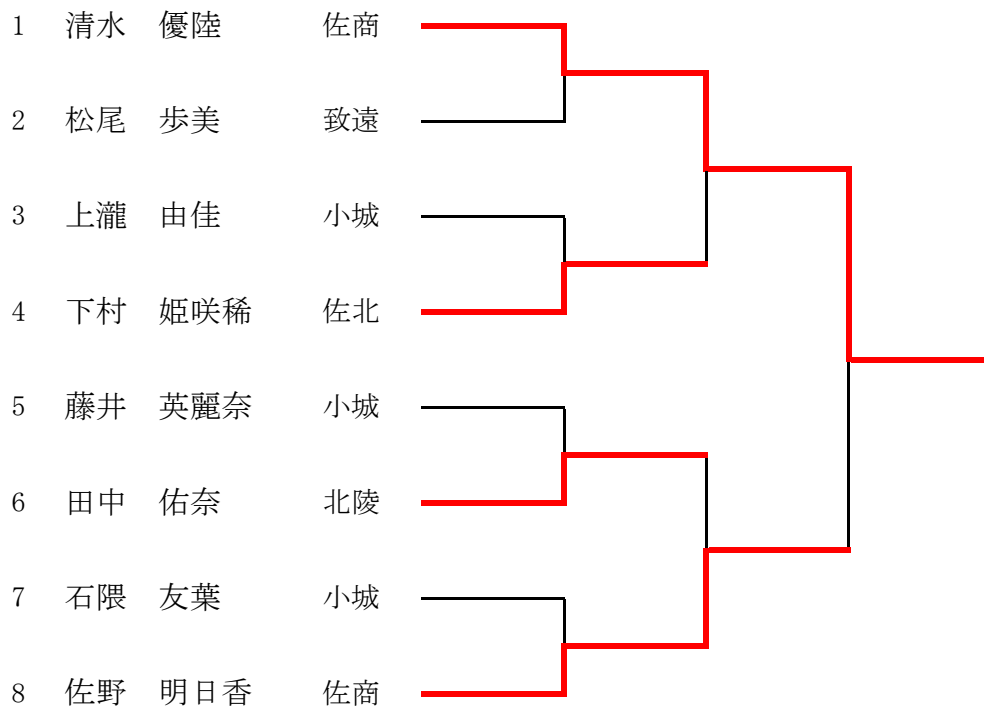 1 清水 優陸 佐商
2 松尾 歩美 致遠
3 上瀧 由佳 小城
4 下村 姫咲稀 佐北
5 藤井 英麗奈 小城
6 田中 佑奈 北陵
7 石隈 友葉 小城
8 佐野 明日香 佐商